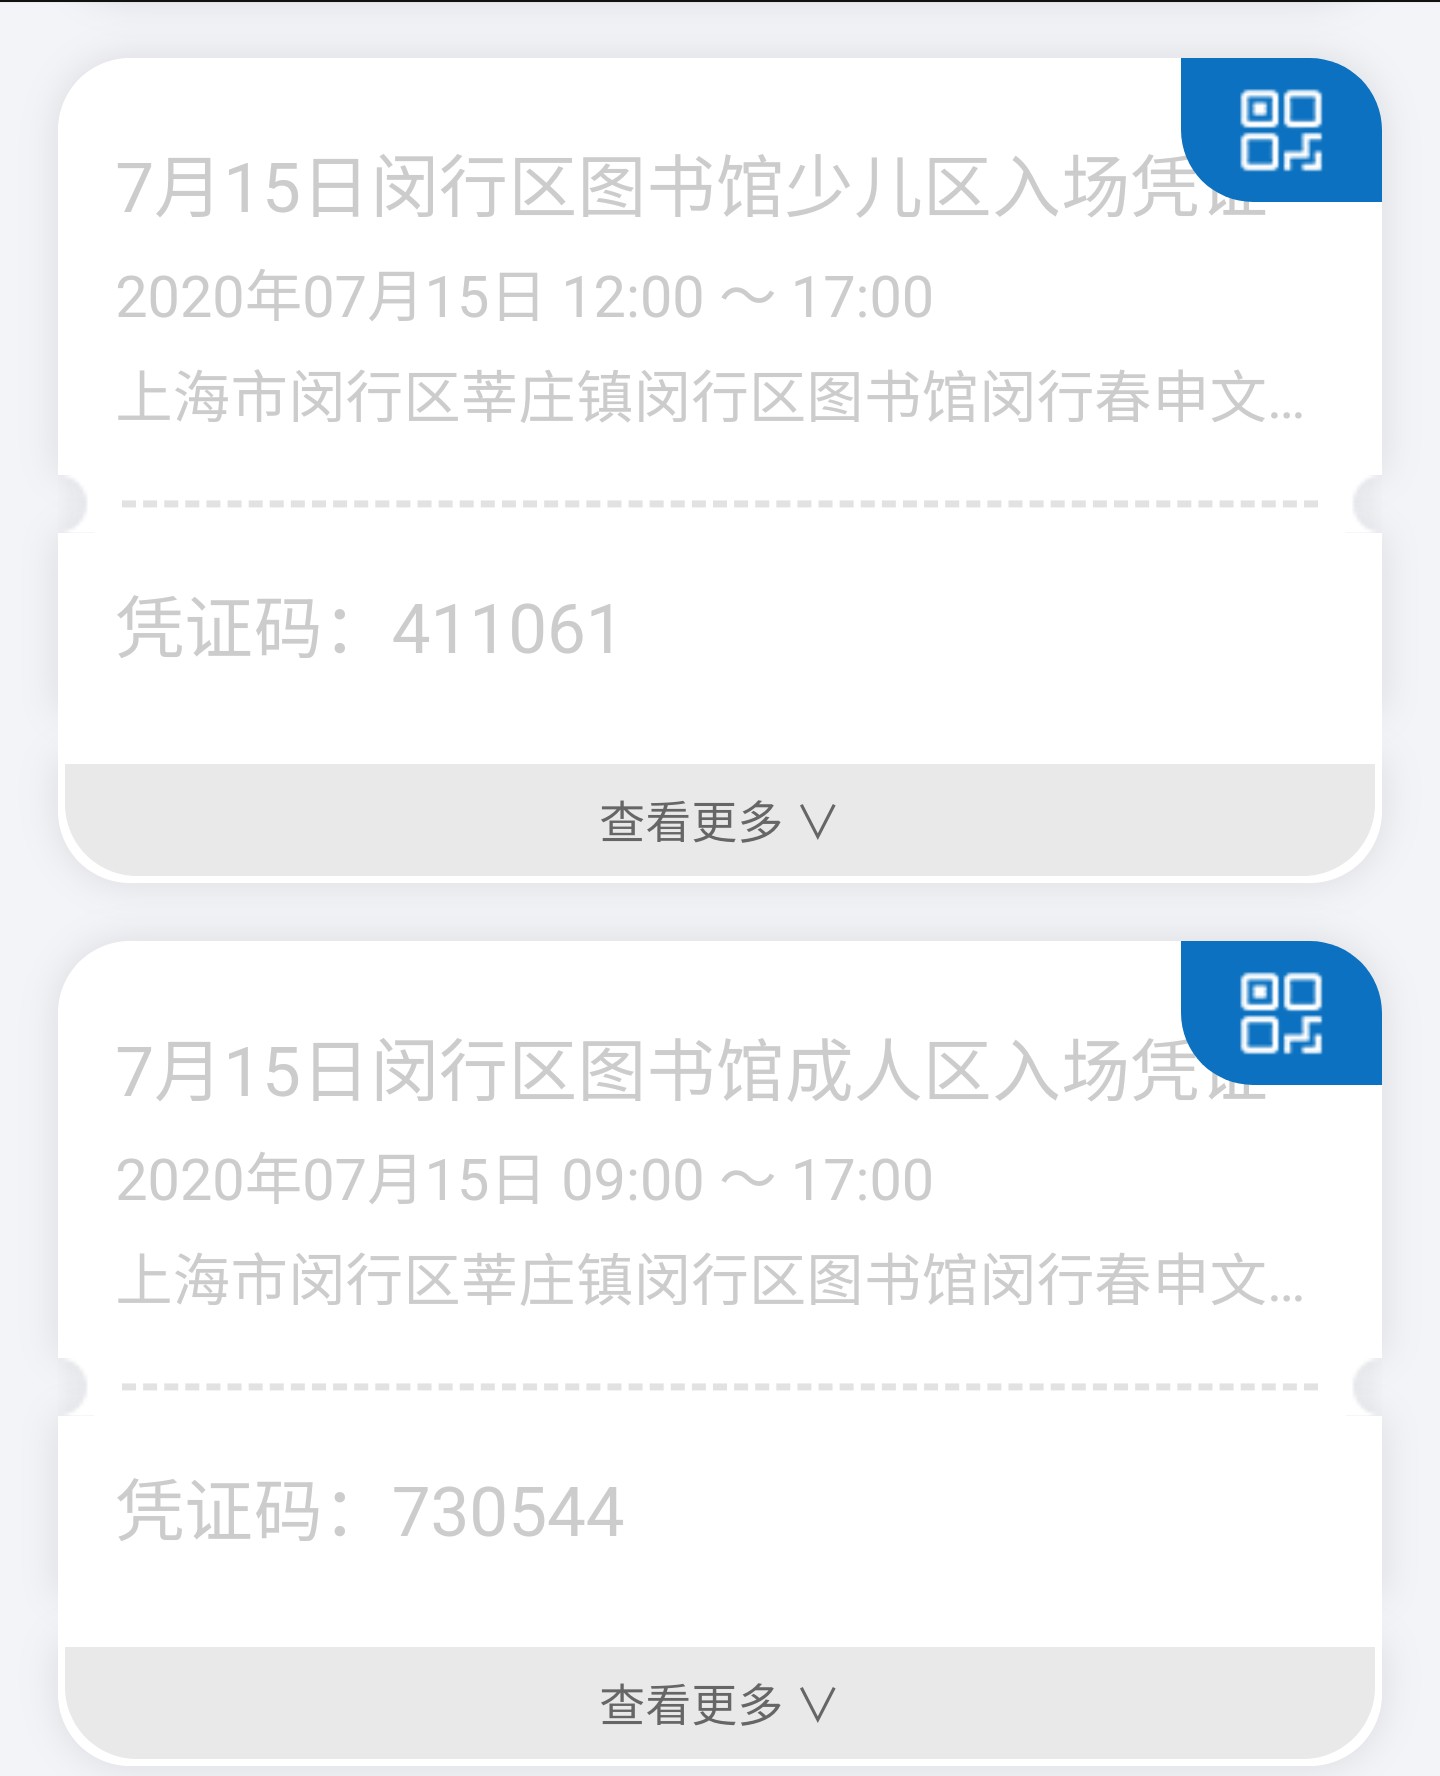 7月15日闵行区图书馆少儿区入场凭证
2020年07月15日 12:00 ～ 17:00
上海市闵行区莘庄镇闵行区图书馆闵行春申文...
凭证码：411061
查看更多 ∨
7月15日闵行区图书馆成人区入场凭证
2020年07月15日 09:00 ～ 17:00
上海市闵行区莘庄镇闵行区图书馆闵行春申文...
凭证码：730544
查看更多 ∨